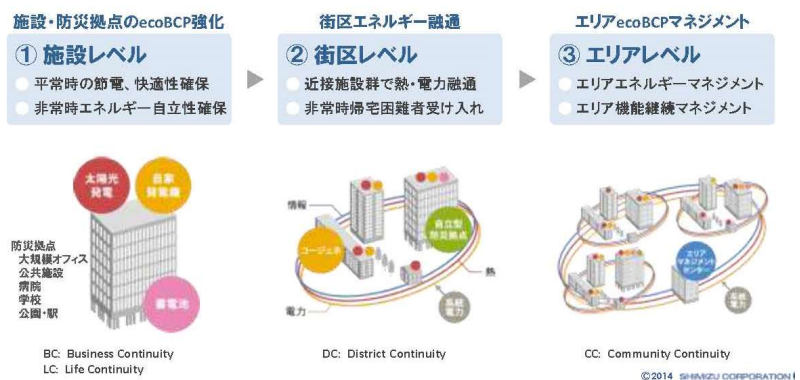 施設・防災拠点のecoBCP強化
① 施設レベル
平常時の節電、快適性確保
非常時エネルギー自立性確保
街区エネルギー融通
② 街区レベル
近接施設群で熱・電力融通
非常時帰宅困難者受け入れ
エリアecoBCPマネジメント
③ エリアレベル
エリアエネルギーマネジメント
エリア機能継続マネジメント
太陽光
発電
自家
発電機
防災拠点
大規模オフィス
公共施設
病院
学校
公園・駅
蓄電池
BC: Business Continuity
LC: Life Continuity
情報
自立型
防災拠点
コージェネ
熱
電力
系統
電力
DC: District Continuity
エリア
マネジメント
センター
系統
電力
CC: Community Continuity
©2014 SHIMIZU CORPORATION